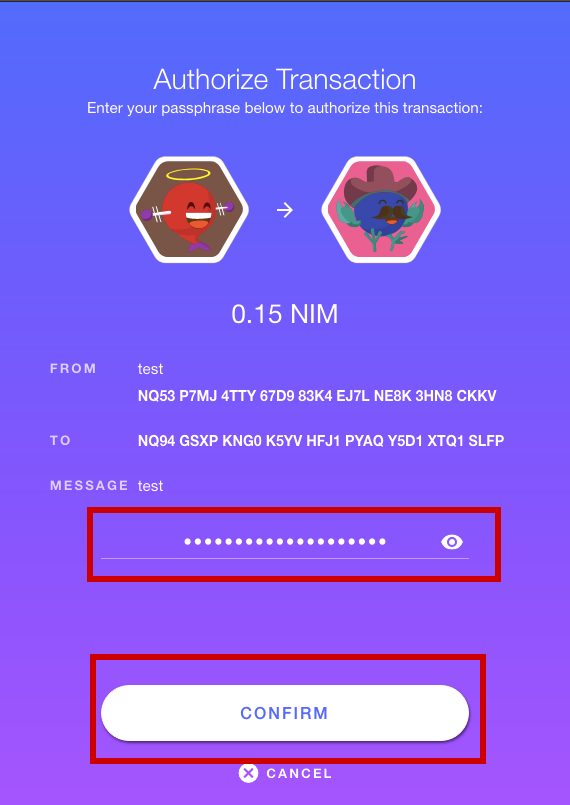 Authorize Transaction
Enter your passphrase below to authorize this transaction:
0.15 NIM
FROM test
NQ53 P7MJ 4TTY 67D9 83K4 EJ7L NE8K 3HN8 CKKV
TO NQ94 GSXP KNG0 K5YV HFJ1 PYAQ Y5D1 XTQ1 SLFP
MESSAGE test
CONFIRM
CANCEL